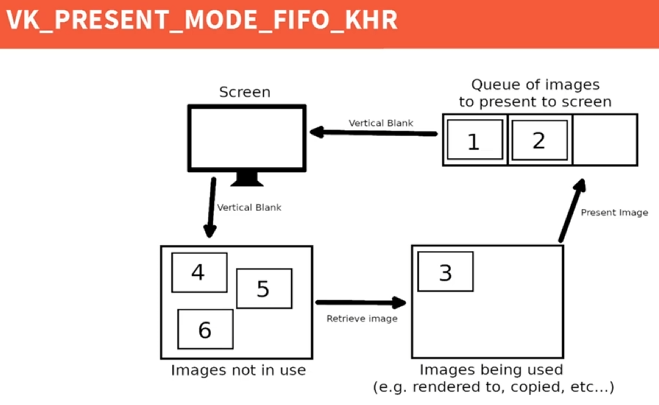 VK_PRESENT_MODE_FIFO_KHR
Screen
Queue of images
to present to screen
Vertical Blank
1
2
Vertical Blank
Present Image
4
5
6
3
Retrieve image
Images not in use
Images being used
(e.g. rendered to, copied, etc...)